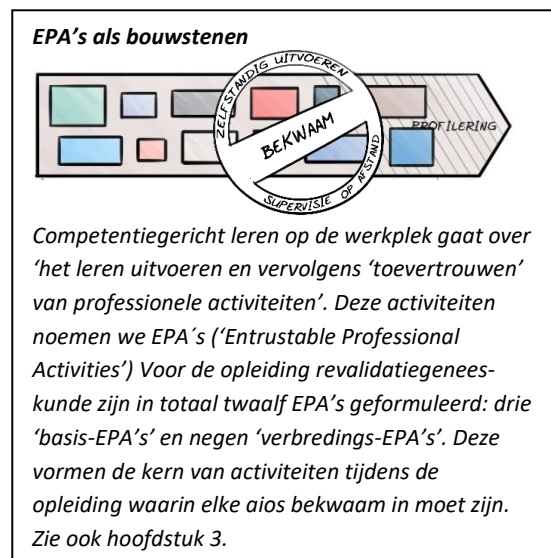 EPA’s als bouwstenen
ZELFSTANDIG UITVOEREN
BEKWAAM
SUPERVISIE OP AFSTAND
PROFILERING
Competentiegericht leren op de werkplek gaat over
‘het leren uitvoeren en vervolgens ‘toevertrouwen’
van professionele activiteiten’. Deze activiteiten
noemen we EPA´s (‘Entrustable Professional
Activities’) Voor de opleiding revalidatiegenees-
kunde zijn in totaal twaalf EPA’s geformuleerd: drie
‘basis-EPA’s’ en negen ‘verbredings-EPA’s’. Deze
vormen de kern van activiteiten tijdens de
opleiding waarin elke aios bekwaam in moet zijn.
Zie ook hoofdstuk 3.